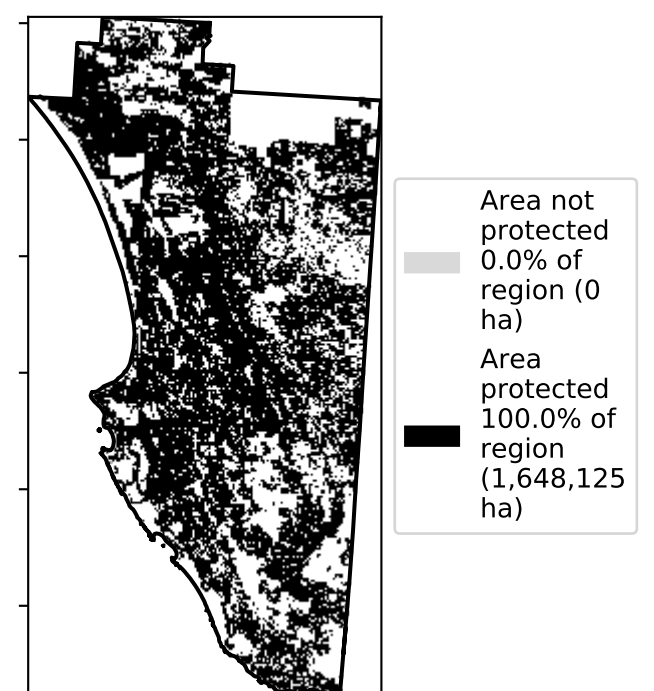 Area not
protected
0.0% of
region (0
ha)
Area
protected
100.0% of
region
(1,648,125
ha)